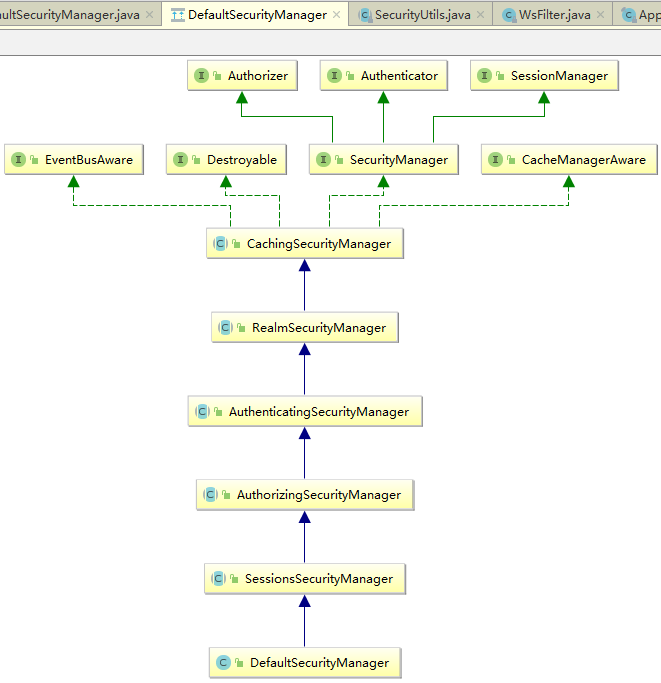 aultSecurityManager.java DefaultSecurityManager SecurityUtils.java WsFilter.java App
I Authorizer I Authenticator I SessionManager
I EventBusAware I Destroyable I SecurityManager I CacheManagerAware
C CachingSecurityManager
C RealmSecurityManager
C AuthenticatingSecurityManager
C AuthorizingSecurityManager
C SessionsSecurityManager
C DefaultSecurityManager